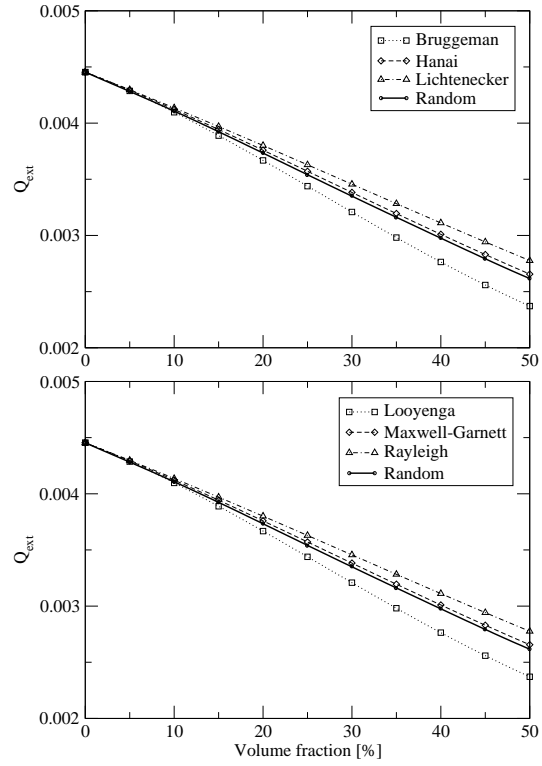 0.005
Bruggeman
Hanai
Lichtenecker
Random
0.004
Q_ext
0.003
0.002
0 10 20 30 40 50
0.005
Looyenga
Maxwell-Garnett
Rayleigh
Random
0.004
Q_ext
0.003
0.002
0 10 20 30 40 50
Volume fraction [%]